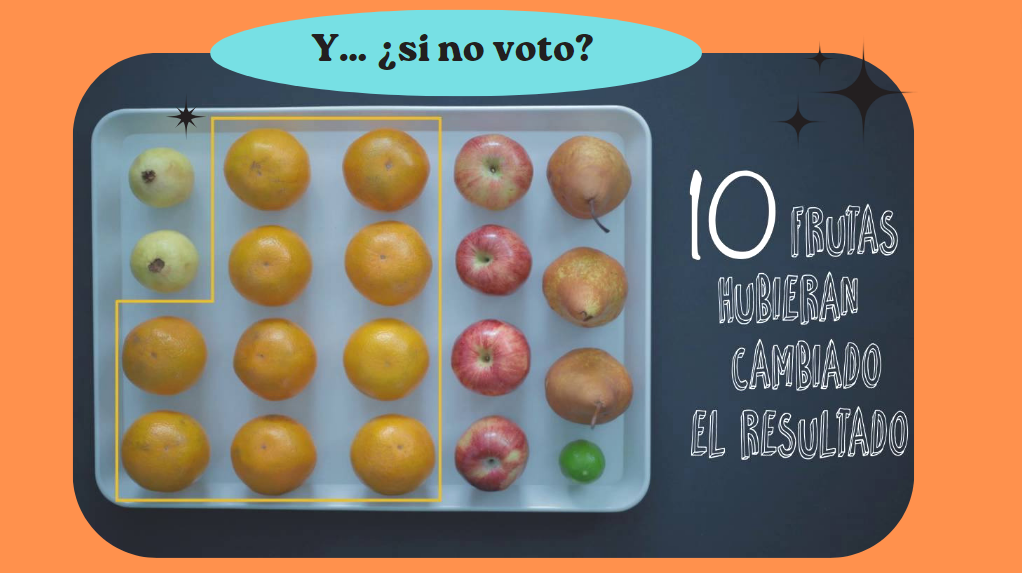 Y... ¿si no voto?
10 FRUTAS
HUBIERAN
CAMBIADO
EL RESULTADO